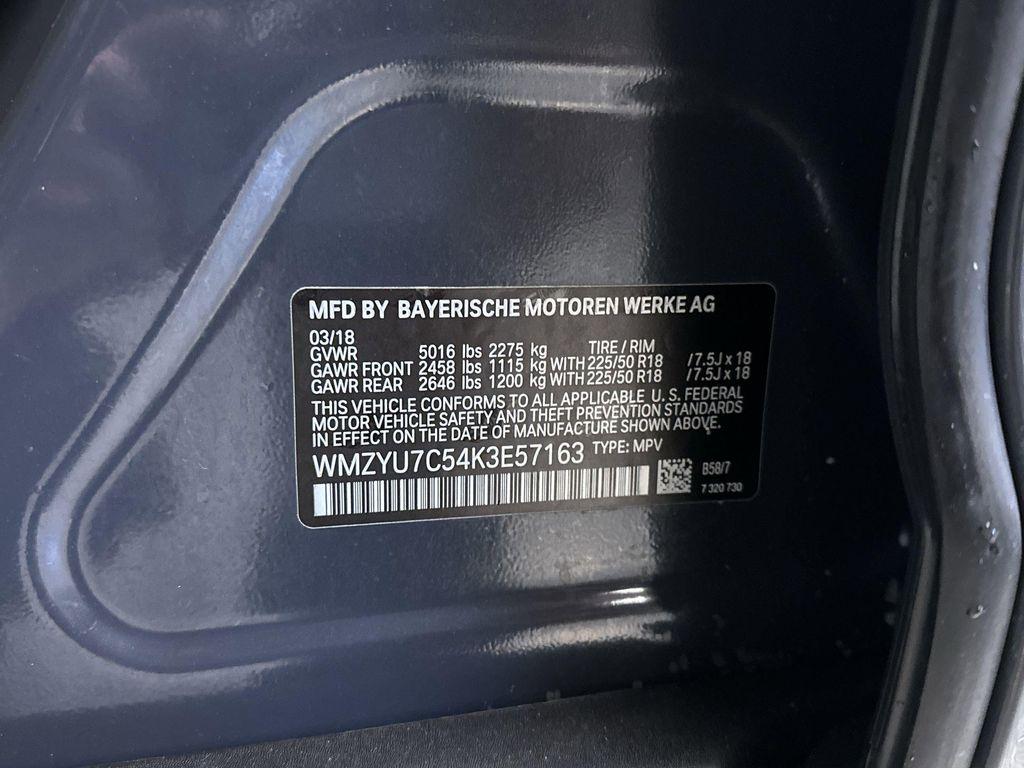 MFD BY BAYERISCHE MOTOREN WERKE AG
03/18 TIRE / RIM
GVWR 5016 lbs 2275 kg
GAWR FRONT 2458 lbs 1115 kg WITH 225/50 R18 /7.5J x 18
GAWR REAR 2646 lbs 1200 kg WITH 225/50 R18 /7.5J x 18
THIS VEHICLE CONFORMS TO ALL APPLICABLE U. S. FEDERAL
MOTOR VEHICLE SAFETY AND THEFT PREVENTION STANDARDS
IN EFFECT ON THE DATE OF MANUFACTURE SHOWN ABOVE.
WMZYU7C54K3E57163 TYPE: MPV
B58/7
7 320 730